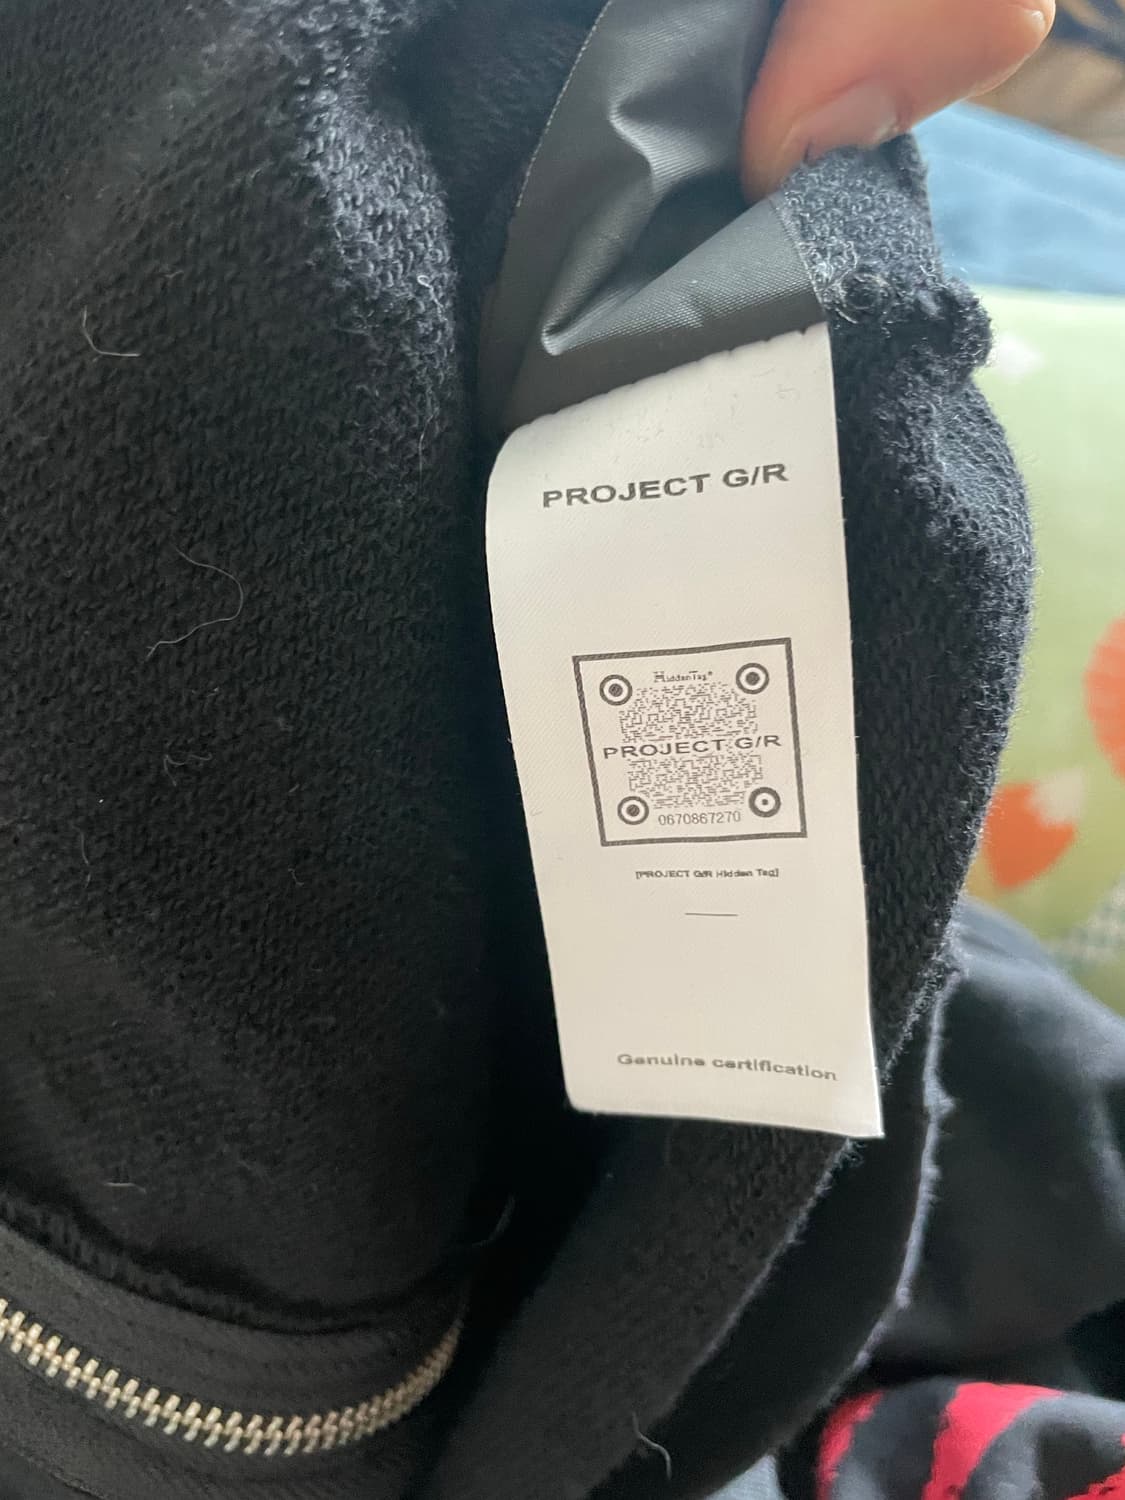 PROJECT G/R
HiddenTag®
PROJECT G/R
0670867270
[PROJECT G/R Hidden Tag]
Genuine certification